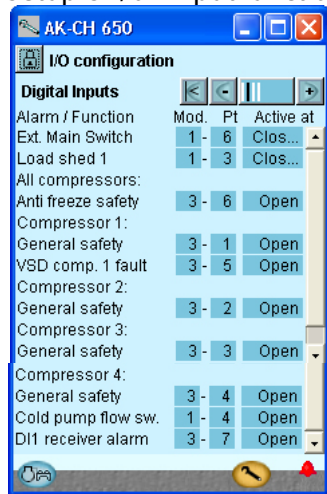 AK-CH 650
I/O configuration
Digital Inputs
Alarm / Function Mod. Pt Active at
Ext. Main Switch 1 - 6 Clos...
Load shed 1 1 - 3 Clos...
All compressors:
Anti freeze safety 3 - 6 Open
Compressor 1:
General safety 3 - 1 Open
VSD comp. 1 fault 3 - 5 Open
Compressor 2:
General safety 3 - 2 Open
Compressor 3:
General safety 3 - 3 Open
Compressor 4:
General safety 3 - 4 Open
Cold pump flow sw. 1 - 4 Open
DI1 receiver alarm 3 - 7 Open